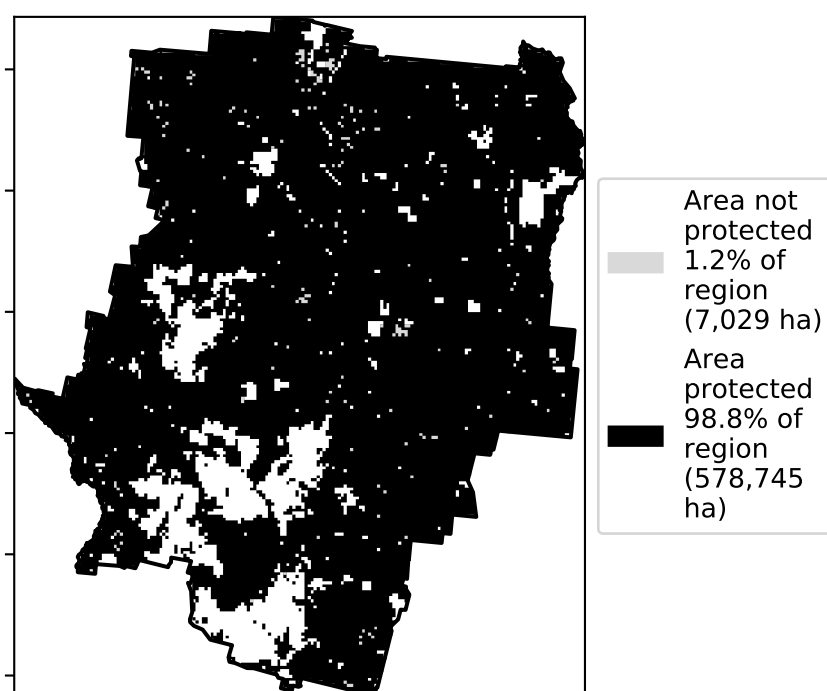 Area not
protected
1.2% of
region
(7,029 ha)
Area
protected
98.8% of
region
(578,745
ha)